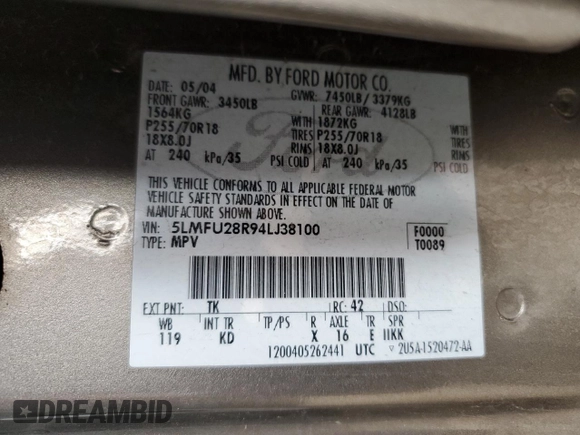 MFD. BY FORD MOTOR CO.
DATE: 05/04 GVWR: 7450LB / 3379KG
FRONT GAWR: 3450LB REAR GAWR: 4128LB
1564KG 1872KG
P255/70R18 TIRES P255/70R18 TIRES
18X8.0J RIMS 18X8.0J RIMS
AT 240 kPa/35 PSI COLD AT 240 kPa/35 PSI COLD
Ford
THIS VEHICLE CONFORMS TO ALL APPLICABLE FEDERAL MOTOR
VEHICLE SAFETY STANDARDS IN EFFECT ON THE DATE OF
MANUFACTURE SHOWN ABOVE.
VIN: 5LMFU28R94LJ38100 F0000
TYPE: MPV T0089
EXT PNT: TK RC: 42 DSO:
WB INT TR TP/PS R AXLE TR SPR
119 KD X 16 E IIKK
1200405262441 UTC 2U5A-1520472-AA
DREAMBID